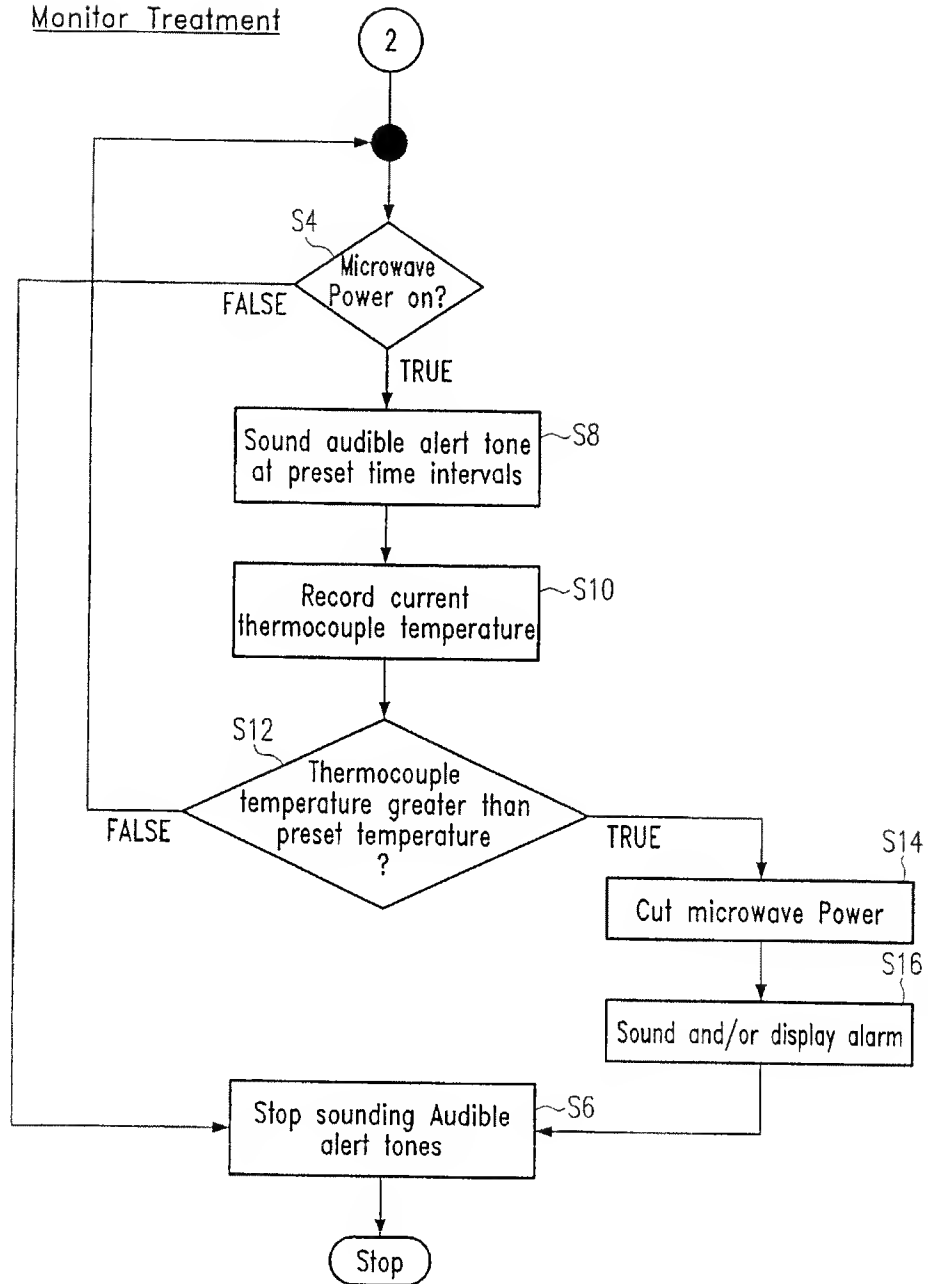 Monitor Treatment
2
S4
Microwave
Power on?
FALSE
TRUE
Sound audible alert tone
at preset time intervals
S8
Record current
thermocouple temperature
S10
S12
Thermocouple
temperature greater than
preset temperature
?
FALSE
TRUE
S14
Cut microwave Power
S16
Sound and/or display alarm
Stop sounding Audible
alert tones
S6
Stop